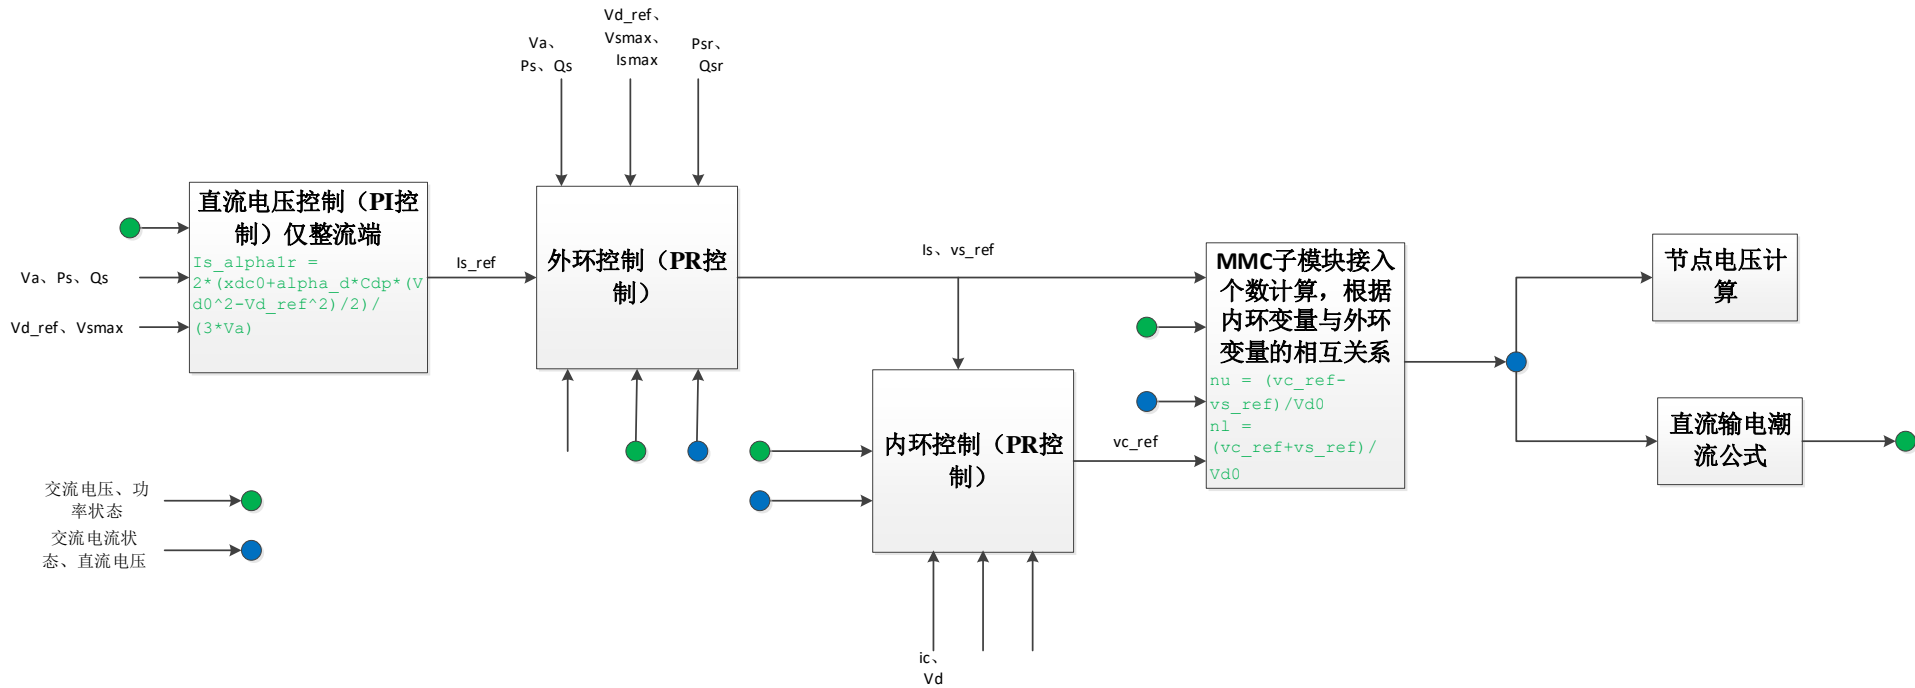 Vd_ref、
Vsmax、
Ismax
Va、
Ps、Qs
Psr、
Qsr
直流电压控制（PI控
制）仅整流端
Is_alpha1r =
2*(xdc0+alpha_d*Cdp*(V
d0^2-Vd_ref^2)/2)/
(3*Va)
Va、Ps、Qs
Vd_ref、Vsmax
Is_ref
外环控制（PR控
制）
Is、vs_ref
内环控制（PR控
制）
vc_ref
ic、
Vd
MMC子模块接入
个数计算，根据
内环变量与外环
变量的相互关系
nu = (vc_ref-
vs_ref)/Vd0
nl =
(vc_ref+vs_ref)/
Vd0
节点电压计
算
直流输电潮
流公式
交流电压、功
率状态
交流电流状
态、直流电压